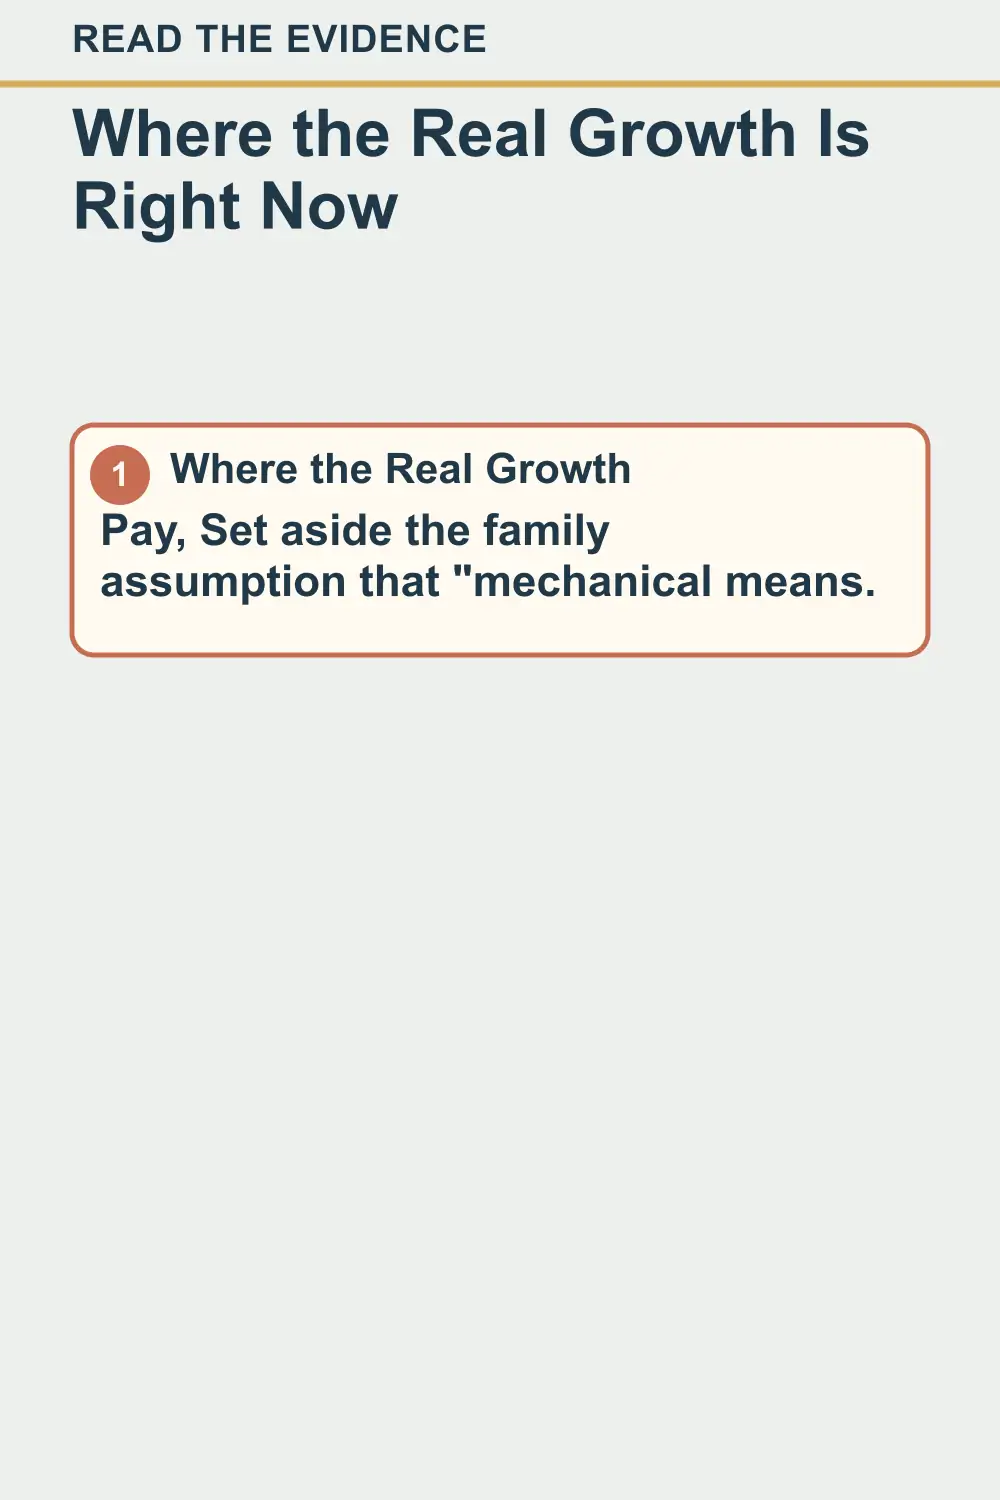 READ THE EVIDENCE
Where the Real Growth Is
Right Now
1 Where the Real Growth
Pay, Set aside the family
assumption that "mechanical means.